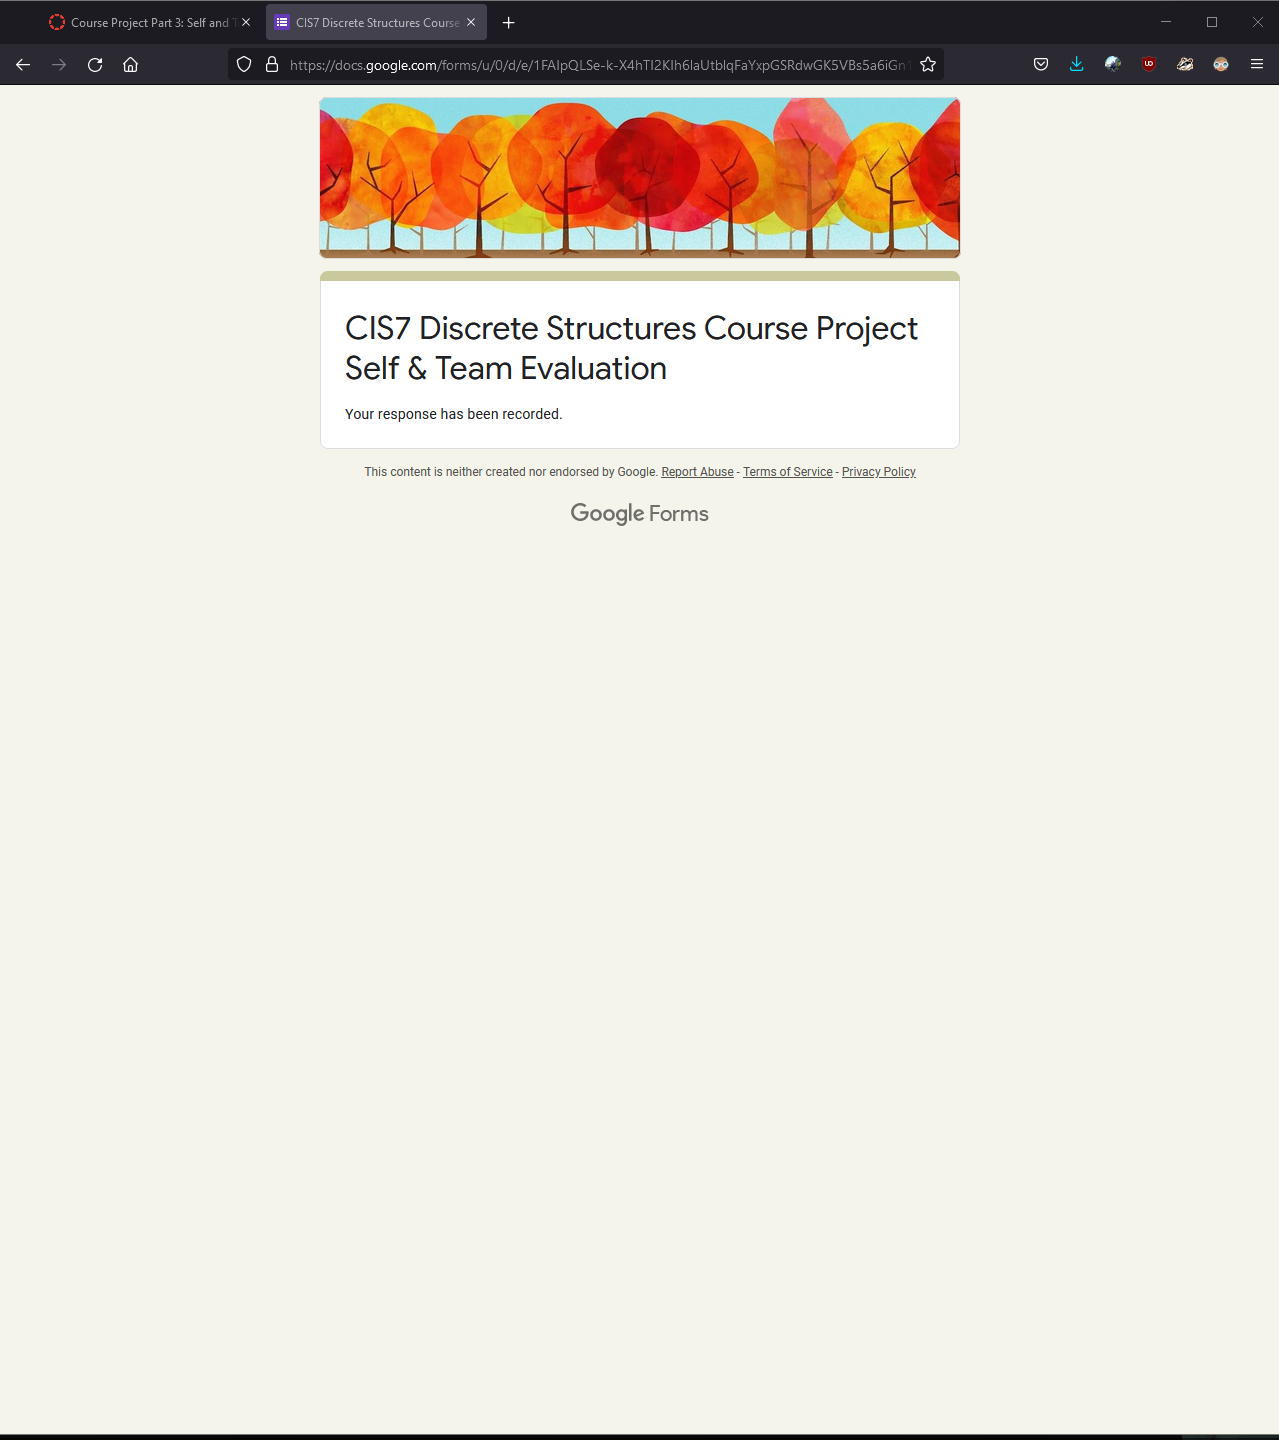 Course Project Part 3: Self and T
CIS7 Discrete Structures Course
https://docs.google.com/forms/u/0/d/e/
CIS7 Discrete Structures Course Project
Self & Team Evaluation
Your response has been recorded.
This content is neither created nor endorsed by Google. Report Abuse - Terms of Service - Privacy Policy
Google Forms